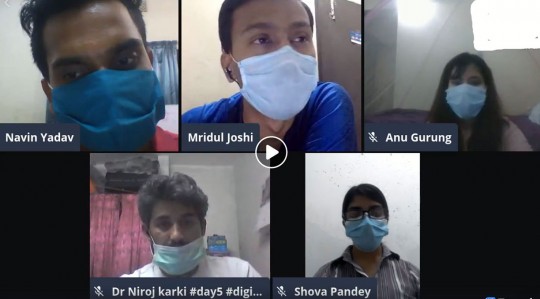 Navin Yadav
Mridul Joshi
Anu Gurung
Dr Niroj karki #day5 #digi...
Shova Pandey